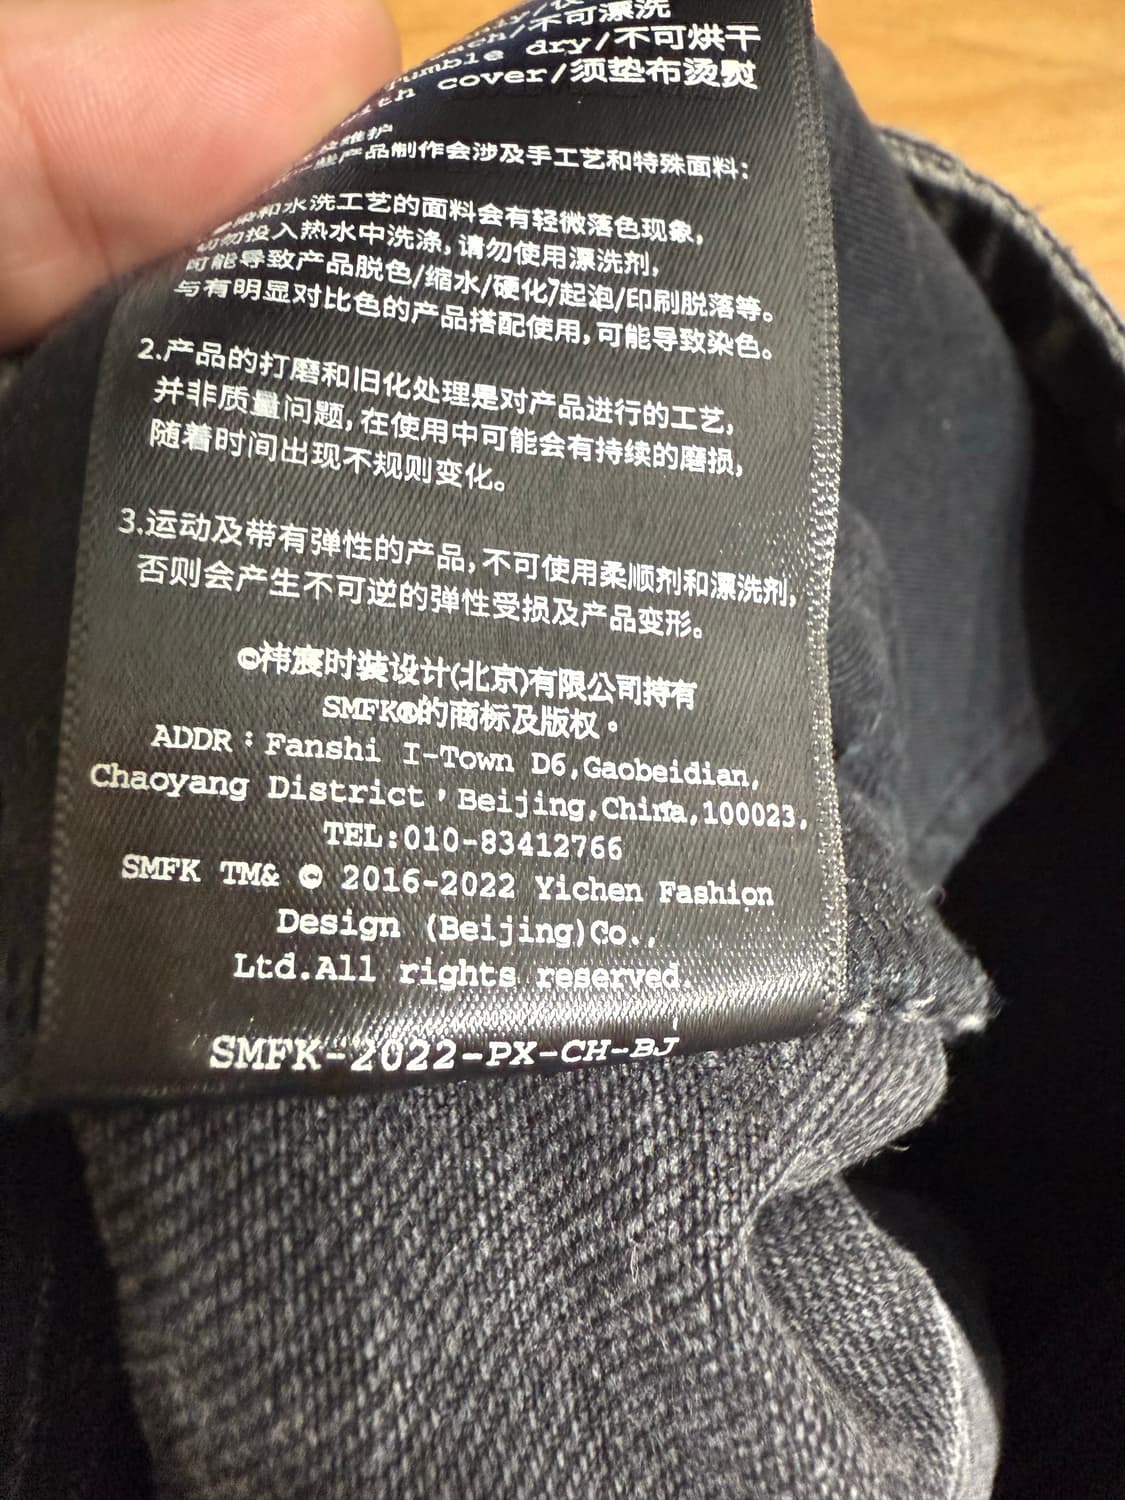 不可漂洗
dry/不可烘干
cover/须垫布烫熨
产品制作会涉及手工艺和特殊面料:
和水洗工艺的面料会有轻微落色现象,
切勿投入热水中洗涤,请勿使用漂洗剂,
可能导致产品脱色/缩水/硬化/起泡/印刷脱落等。
与有明显对比色的产品搭配使用,可能导致染色。
2.产品的打磨和旧化处理是对产品进行的工艺,
并非质量问题,在使用中可能会有持续的磨损,
随着时间出现不规则变化。
3.运动及带有弹性的产品,不可使用柔顺剂和漂洗剂,
否则会产生不可逆的弹性受损及产品变形。
©祎宸时装设计(北京)有限公司持有
SMFK®的商标及版权。
ADDR:Fanshi I-Town D6,Gaobeidian,
Chaoyang District,Beijing,China,100023,
TEL:010-83412766
SMFK TM& © 2016-2022 Yichen Fashion
Design (Beijing)Co.,
Ltd.All rights reserved.
SMFK-2022-PX-CH-BJ